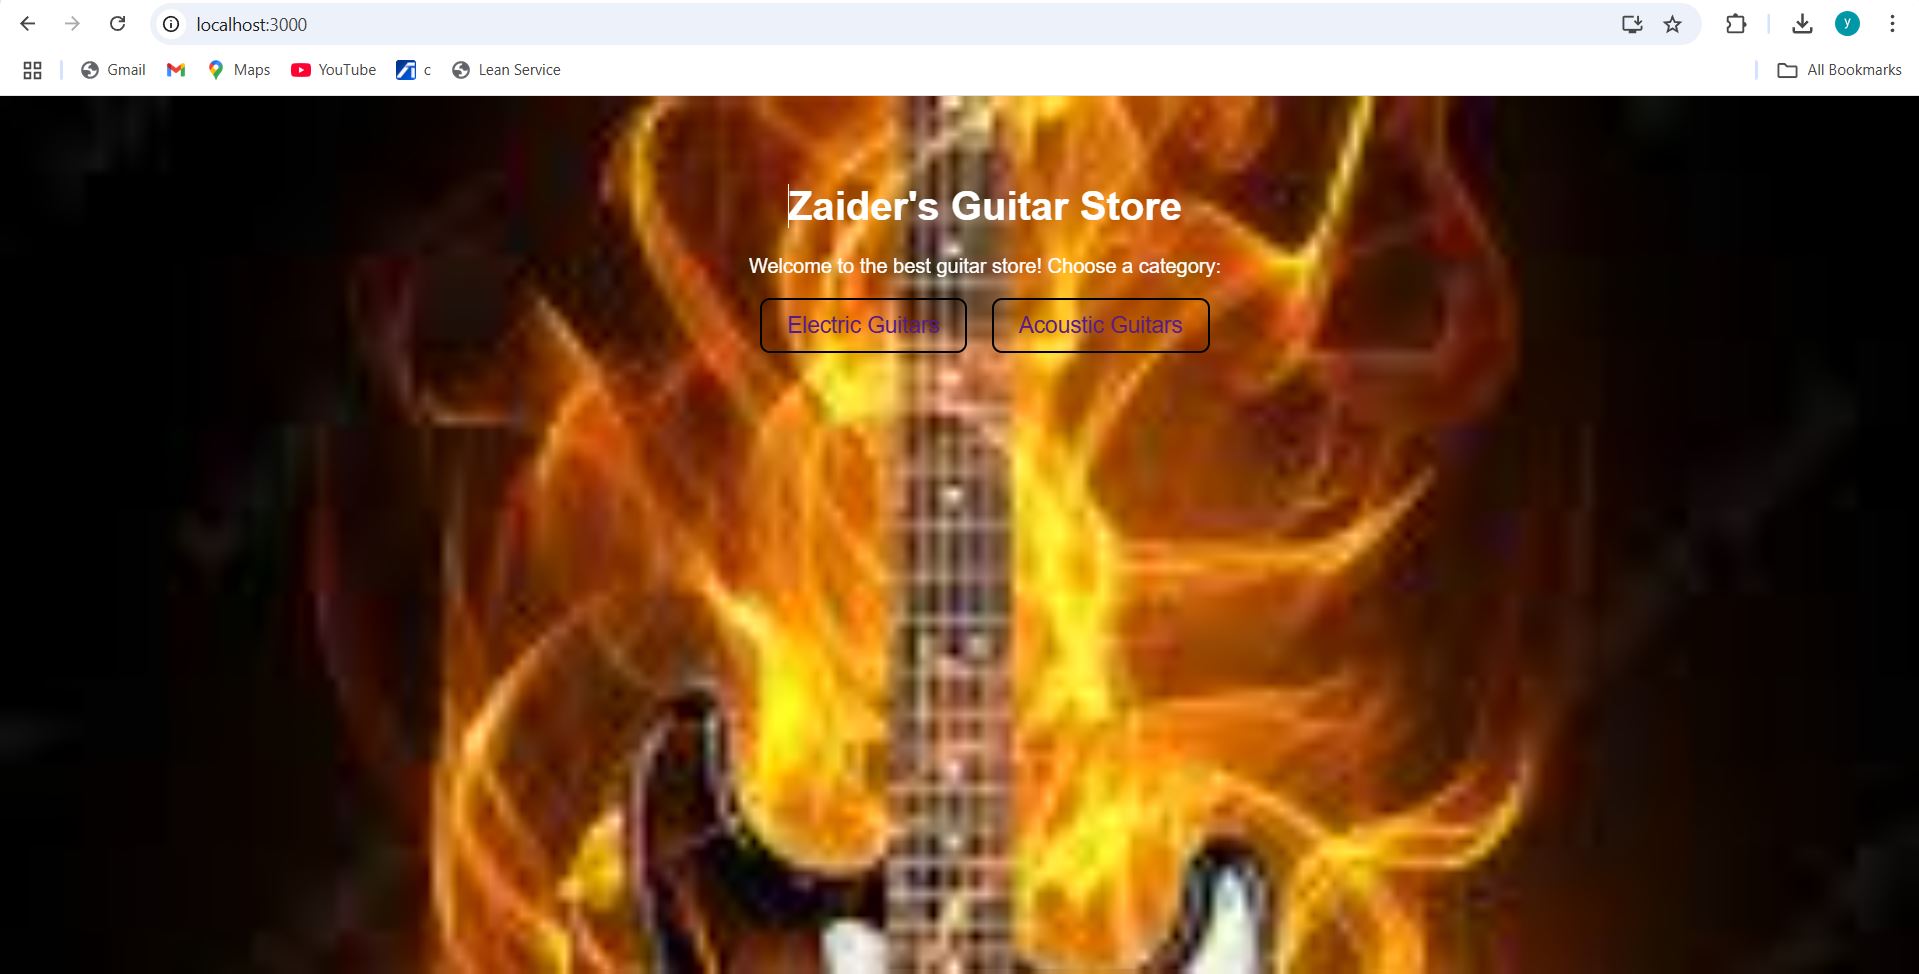 localhost:3000
y
Gmail
Maps
YouTube
c
Lean Service
All Bookmarks
Zaider's Guitar Store
Welcome to the best guitar store! Choose a category:
Electric Guitars
Acoustic Guitars